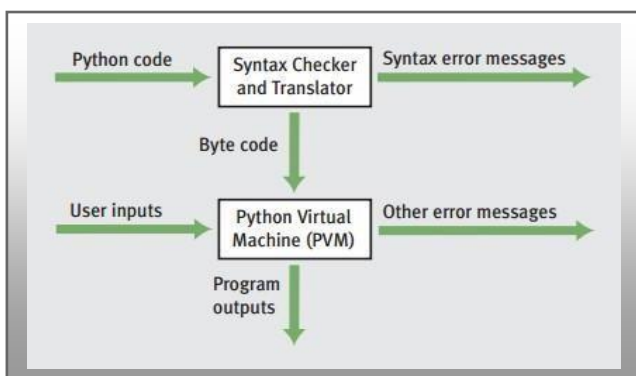 Python code
Syntax Checker
and Translator
Syntax error messages
Byte code
User inputs
Python Virtual
Machine (PVM)
Other error messages
Program
outputs